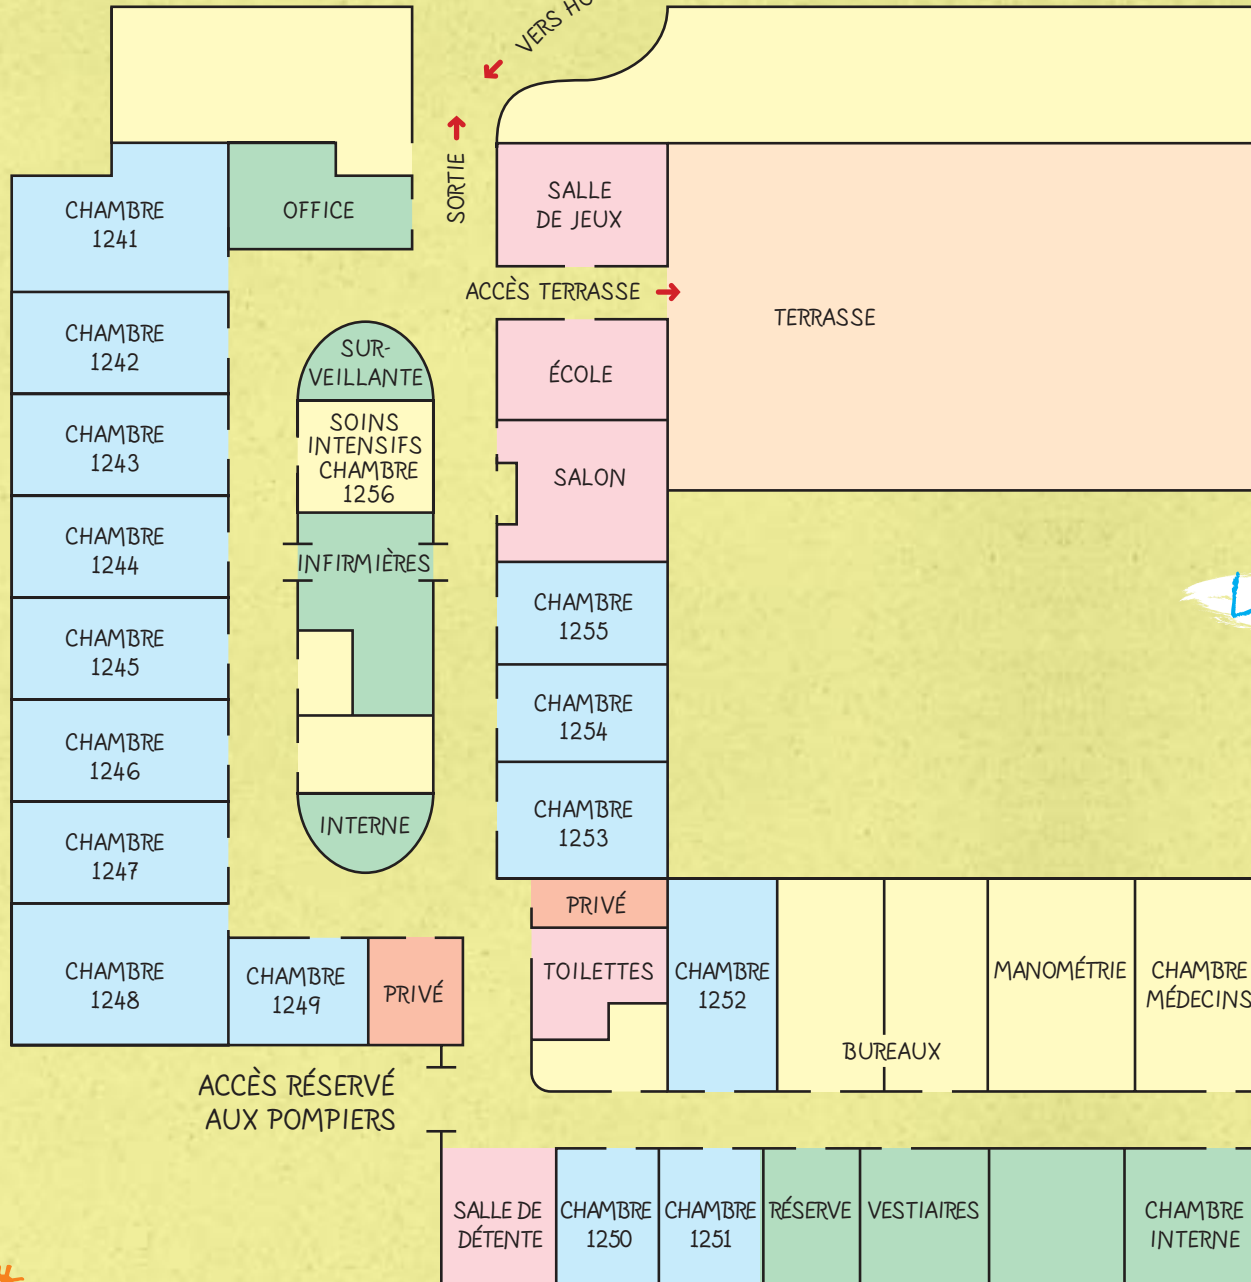 VERS
SORTIE
CHAMBRE
1241
OFFICE
SALLE
DE JEUX
ACCÈS TERRASSE
TERRASSE
CHAMBRE
1242
SUR-
VEILLANTE
ÉCOLE
CHAMBRE
1243
SOINS
INTENSIFS
CHAMBRE
1256
SALON
CHAMBRE
1244
INFIRMIÈRES
CHAMBRE
1255
CHAMBRE
1245
CHAMBRE
1254
CHAMBRE
1246
CHAMBRE
1247
INTERNE
CHAMBRE
1253
PRIVÉ
CHAMBRE
1248
CHAMBRE
1249
PRIVÉ
TOILETTES
CHAMBRE
1252
BUREAUX
MANOMÉTRIE
CHAMBRE
MÉDECINS
ACCÈS RÉSERVÉ
AUX POMPIERS
SALLE DE
DÉTENTE
CHAMBRE
1250
CHAMBRE
1251
RÉSERVE
VESTIAIRES
CHAMBRE
INTERNE